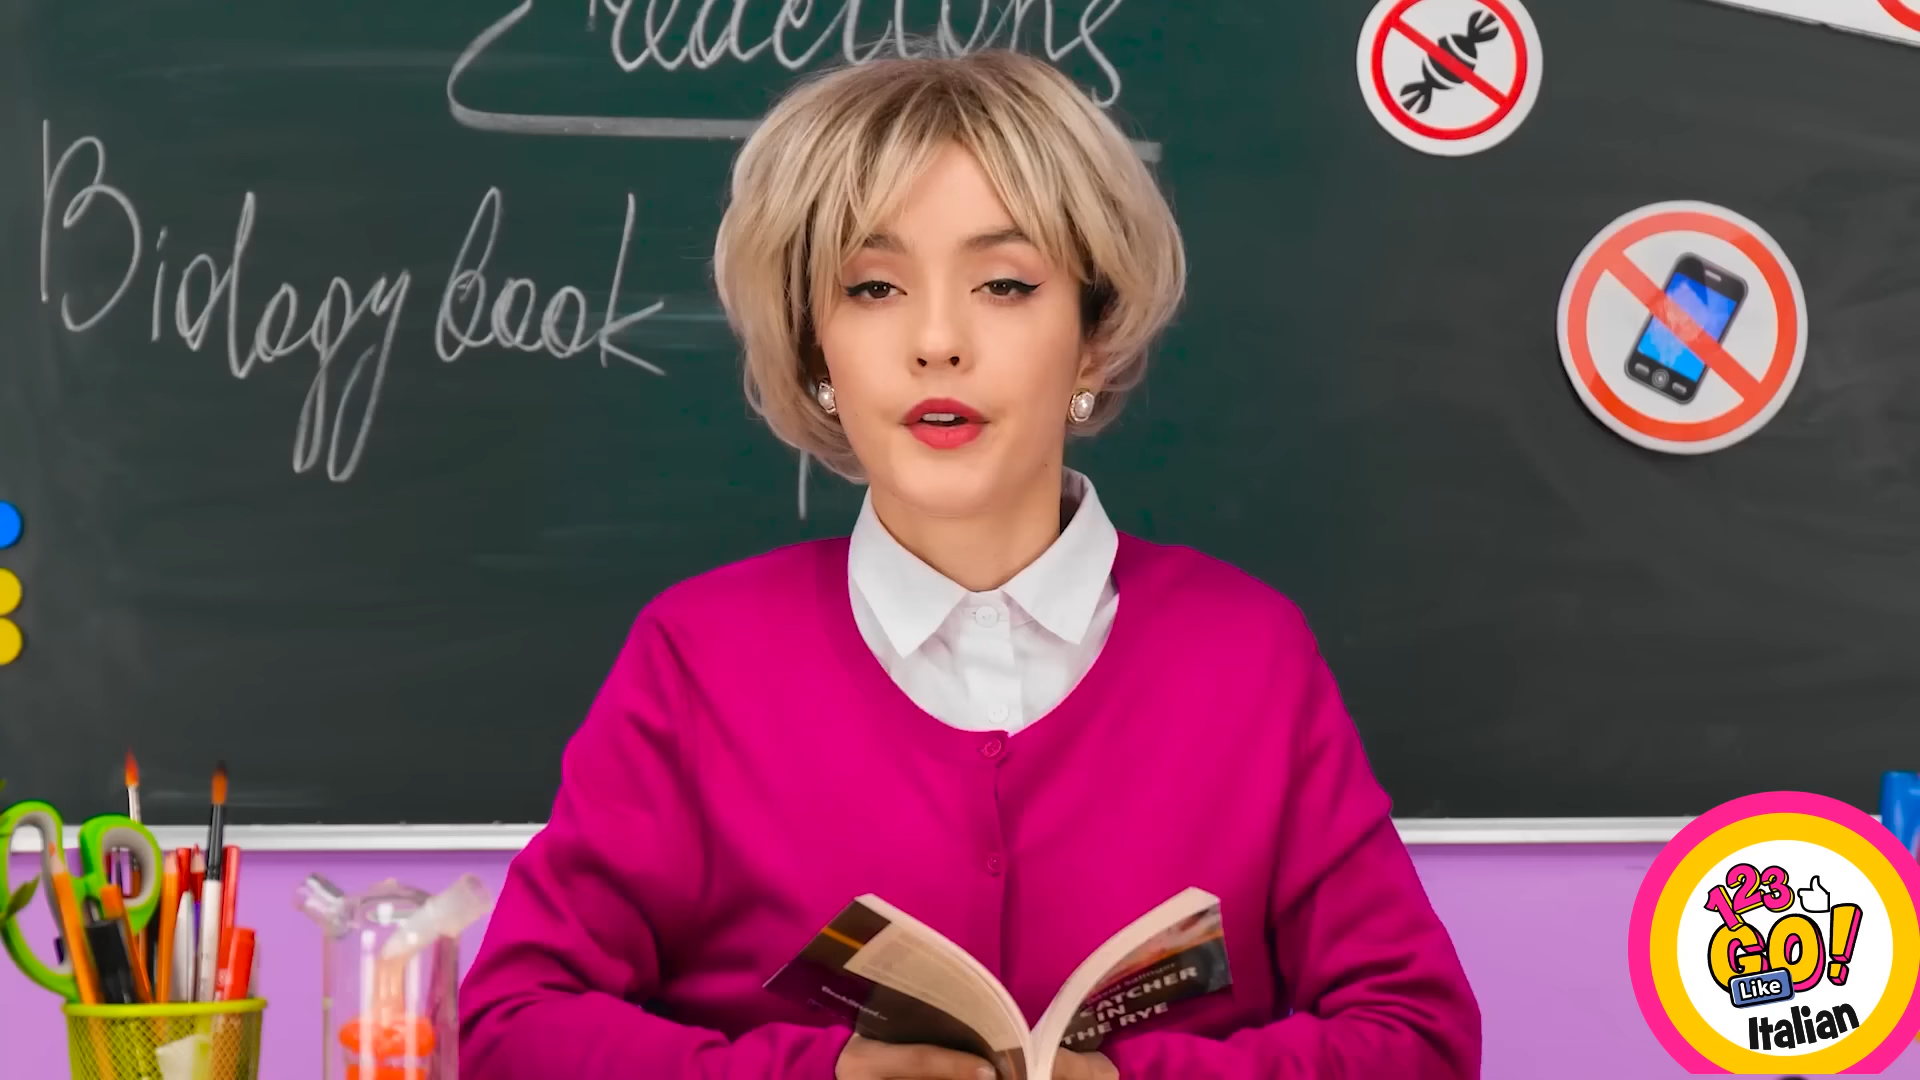 reactions
Biology book
CATCHER
IN
THE RYE
123
GO!
Like
Italian